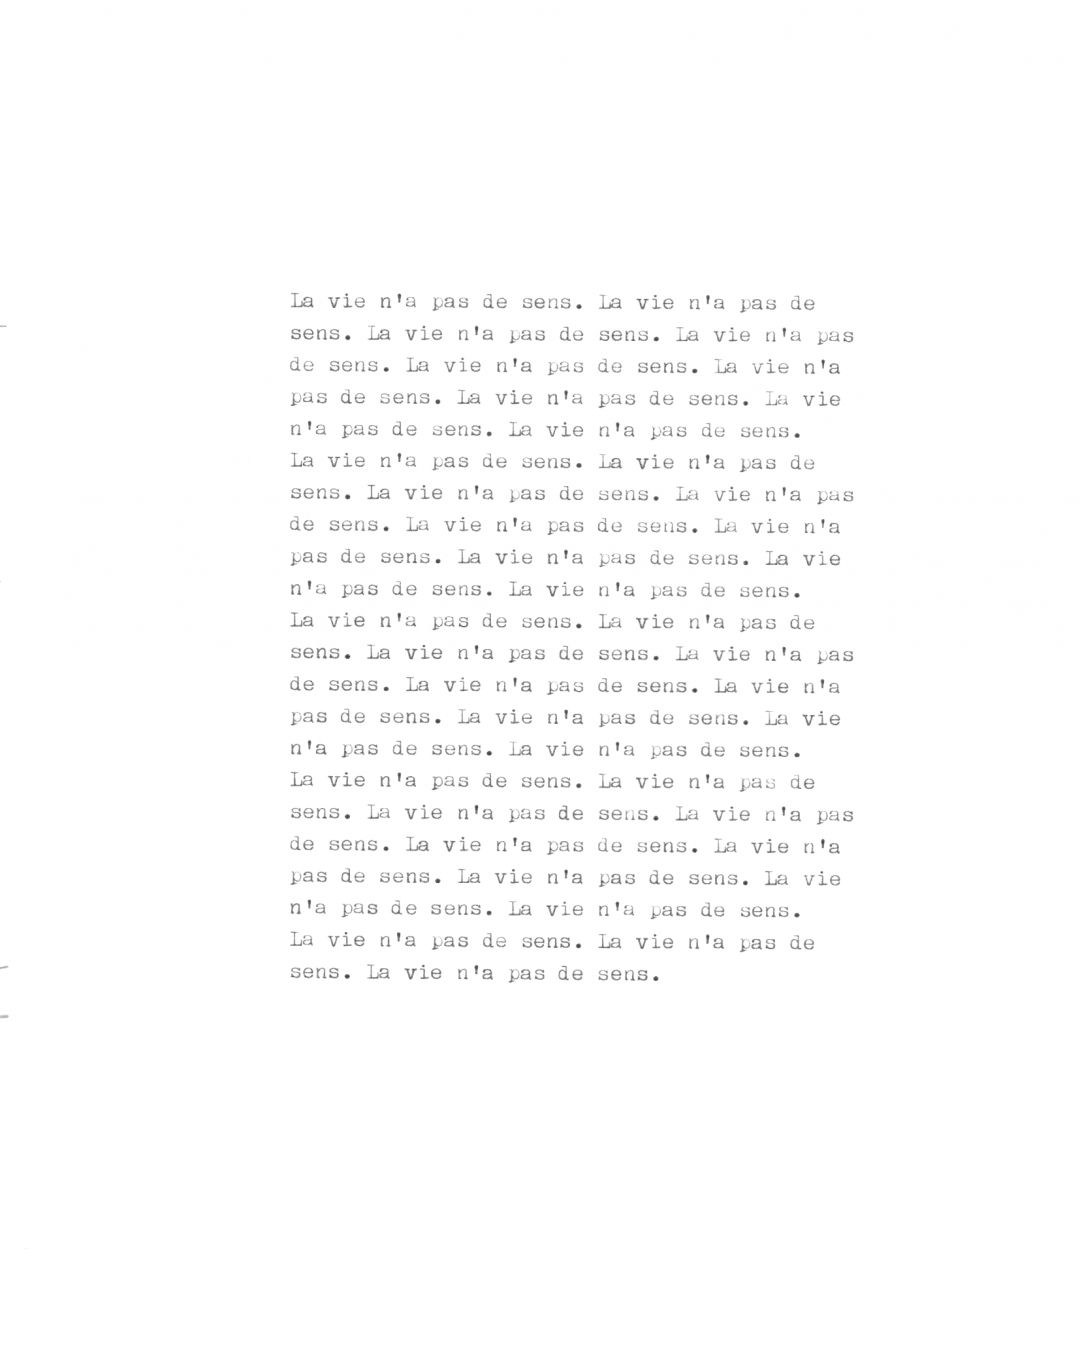 La vie n'a pas de sens. La vie n'a pas de
sens. La vie n'a pas de sens. La vie n'a pas
de sens. La vie n'a pas de sens. La vie n'a
pas de sens. La vie n'a pas de sens. La vie
n'a pas de sens. La vie n'a pas de sens.
La vie n'a pas de sens. La vie n'a pas de
sens. La vie n'a pas de sens. La vie n'a pas
de sens. La vie n'a pas de sens. La vie n'a
pas de sens. La vie n'a pas de sens. La vie
n'a pas de sens. La vie n'a pas de sens.
La vie n'a pas de sens. La vie n'a pas de
sens. La vie n'a pas de sens. La vie n'a pas
de sens. La vie n'a pas de sens. La vie n'a
pas de sens. La vie n'a pas de sens. La vie
n'a pas de sens. La vie n'a pas de sens.
La vie n'a pas de sens. La vie n'a pas de
sens. La vie n'a pas de sens. La vie n'a pas
de sens. La vie n'a pas de sens. La vie n'a
pas de sens. La vie n'a pas de sens. La vie
n'a pas de sens. La vie n'a pas de sens.
La vie n'a pas de sens. La vie n'a pas de
sens. La vie n'a pas de sens.